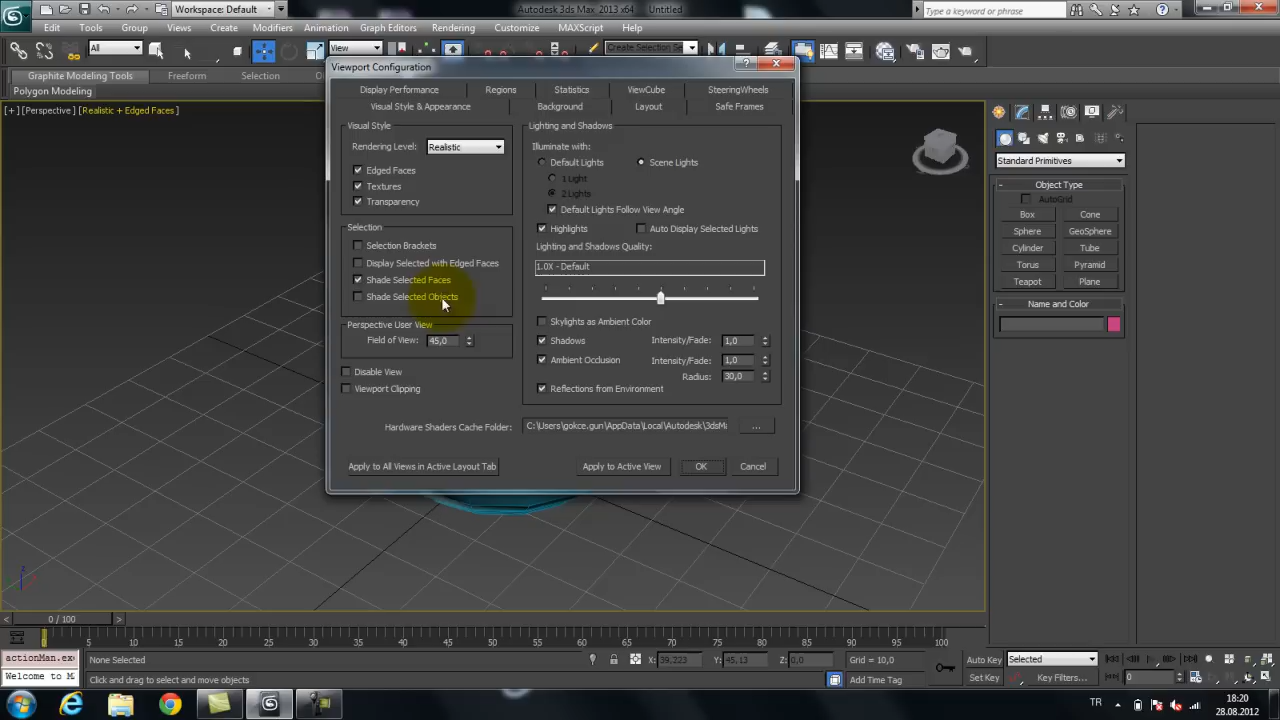 Workspace: Default
Autodesk 3ds Max 2013 x64 Untitled
Type a keyword or phrase
Edit Tools Group Views Create Modifiers Animation Graph Editors Rendering Customize MAXScript Help
All
View
Create Selection Se
Graphite Modeling Tools Freeform Selection
Polygon Modeling
[+] [Perspective] [Realistic + Edged Faces]
Viewport Configuration
Display Performance Regions Statistics ViewCube SteeringWheels
Visual Style & Appearance Background Layout Safe Frames
Visual Style
Rendering Level: Realistic
Edged Faces
Textures
Transparency
Selection
Selection Brackets
Display Selected with Edged Faces
Shade Selected Faces
Shade Selected Objects
Perspective User View
Field of View: 45,0
Disable View
Viewport Clipping
Lighting and Shadows
Illuminate with:
Default Lights Scene Lights
1 Light
2 Lights
Default Lights Follow View Angle
Highlights Auto Display Selected Lights
Lighting and Shadows Quality:
1.0X - Default
Skylights as Ambient Color
Shadows Intensity/Fade: 1,0
Ambient Occlusion Intensity/Fade: 1,0
Radius: 30,0
Reflections from Environment
Hardware Shaders Cache Folder: C:\Users\gokce.gun\AppData\Local\Autodesk\3dsMa ...
Apply to All Views in Active Layout Tab Apply to Active View OK Cancel
Standard Primitives
Object Type
AutoGrid
Box Cone
Sphere GeoSphere
Cylinder Tube
Torus Pyramid
Teapot Plane
Name and Color
0 / 100
0 5 10 15 20 25 30 35 40 45 50 55 60 65 70 75 80 85 90 95 100
actionMan.ex
Welcome to M
None Selected
X: 39,223 Y: 45,13 Z: 0,0 Grid = 10,0
Click and drag to select and move objects
Add Time Tag
Auto Key Selected
Set Key Key Filters...
0
TR
18:20
28.08.2012